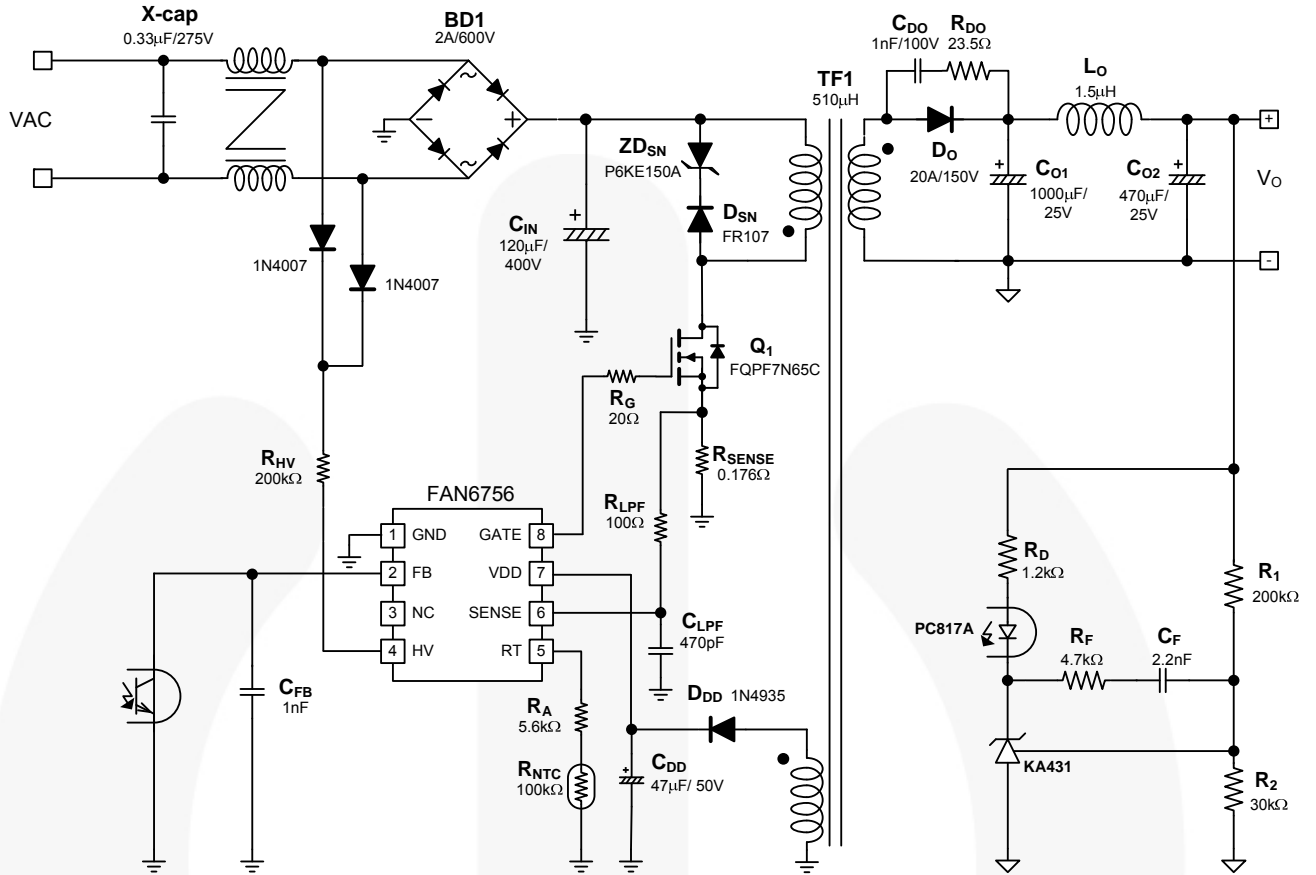 X-cap
0.33µF/275V
BD1
2A/600V
VAC
~
~
−
+
1N4007
1N4007
CIN
120µF/
400V
+
ZDSN
P6KE150A
DSN
FR107
TF1
510µH
CDO
1nF/100V
RDO
23.5Ω
DO
20A/150V
LO
1.5µH
CO1
1000µF/
25V
+
CO2
470µF/
25V
+
+
VO
-
Q1
FQPF7N65C
RG
20Ω
RSENSE
0.176Ω
RLPF
100Ω
RHV
200kΩ
FAN6756
1 GND
GATE 8
2 FB
VDD 7
3 NC
SENSE 6
4 HV
RT 5
CLPF
470pF
CFB
1nF
RA
5.6kΩ
RNTC
100kΩ
DDD 1N4935
CDD
47µF/ 50V
+
RD
1.2kΩ
R1
200kΩ
PC817A
RF
4.7kΩ
CF
2.2nF
KA431
R2
30kΩ